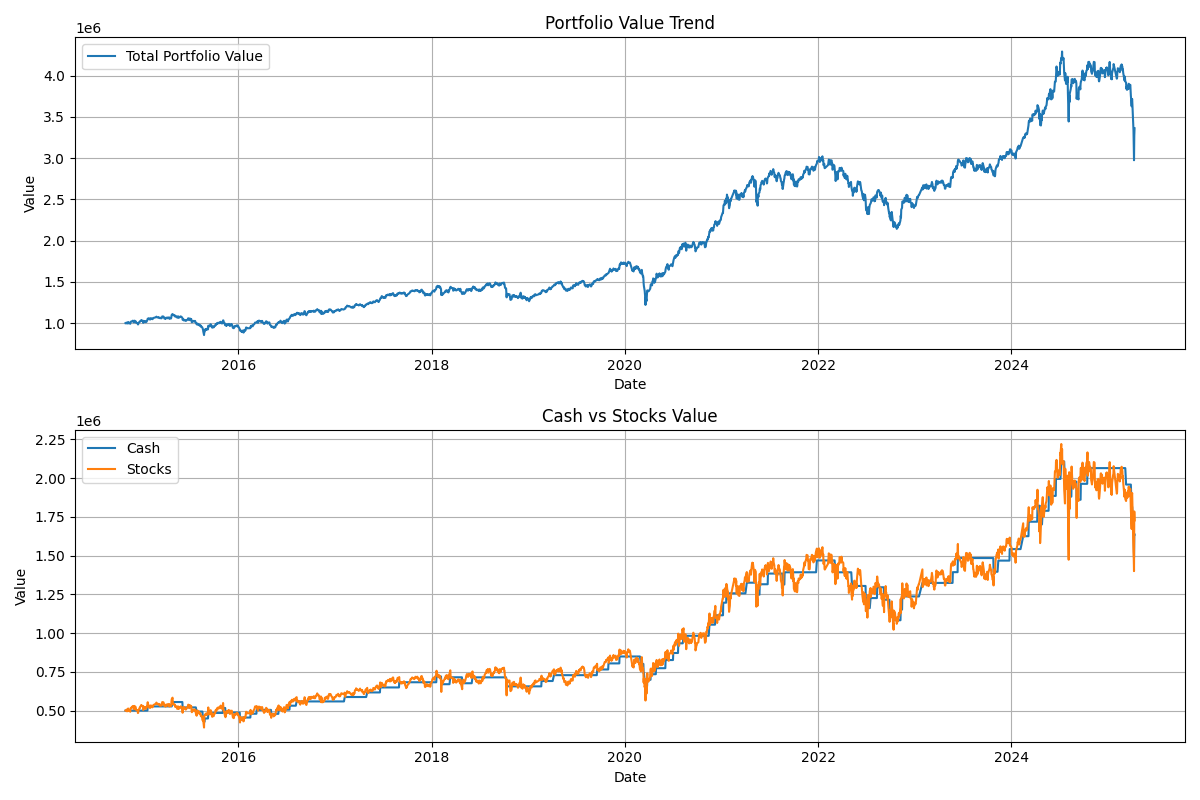 Portfolio Value Trend
1e6
Total Portfolio Value
4.0
3.5
3.0
2.5
2.0
1.5
1.0
Value
2016 2018 2020 2022 2024
Date
Cash vs Stocks Value
1e6
Cash
Stocks
2.25
2.00
1.75
1.50
1.25
1.00
0.75
0.50
Value
2016 2018 2020 2022 2024
Date